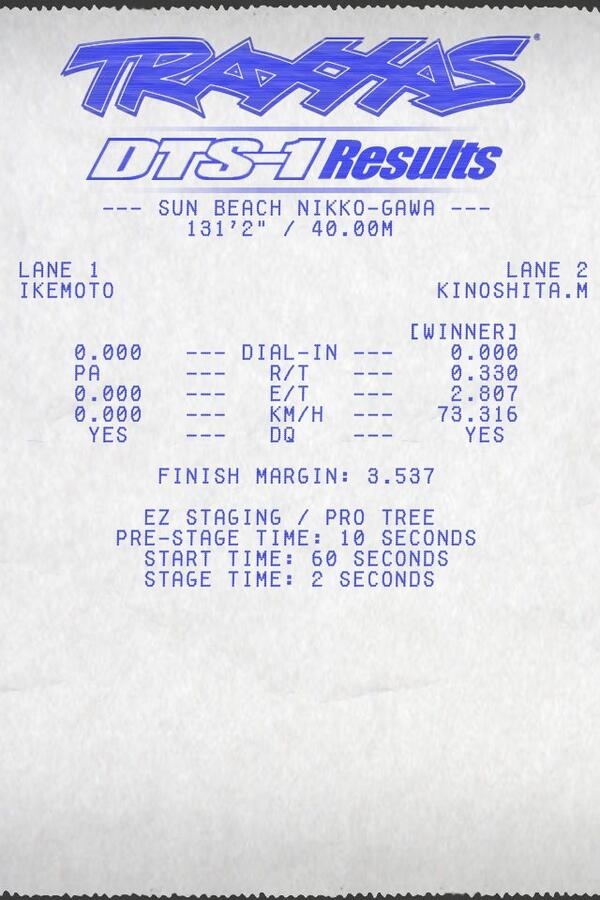 TRAXXAS®
DTS-1 Results
--- SUN BEACH NIKKO-GAWA ---
131'2" / 40.00M
LANE 1 LANE 2
IKEMOTO KINOSHITA.M
[WINNER]
0.000 --- DIAL-IN --- 0.000
PA --- R/T --- 0.330
0.000 --- E/T --- 2.807
0.000 --- KM/H --- 73.316
YES --- DQ --- YES
FINISH MARGIN: 3.537
EZ STAGING / PRO TREE
PRE-STAGE TIME: 10 SECONDS
START TIME: 60 SECONDS
STAGE TIME: 2 SECONDS